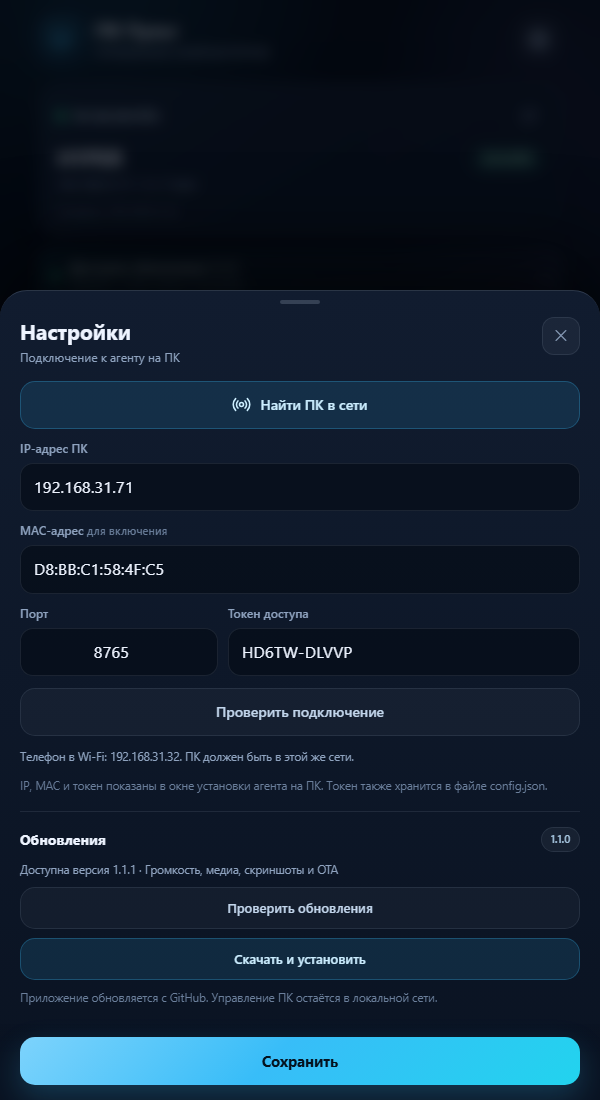 Настройки
Подключение к агенту на ПК
Найти ПК в сети
IP-адрес ПК
192.168.31.71
MAC-адрес для включения
D8:BB:C1:58:4F:C5
Порт
Токен доступа
8765
HD6TW-DLVVP
Проверить подключение
Телефон в Wi-Fi: 192.168.31.32. ПК должен быть в этой же сети.
IP, MAC и токен показаны в окне установки агента на ПК. Токен также хранится в файле config.json.
Обновления
1.1.0
Доступна версия 1.1.1 · Громкость, медиа, скриншоты и OTA
Проверить обновления
Скачать и установить
Приложение обновляется с GitHub. Управление ПК остаётся в локальной сети.
Сохранить